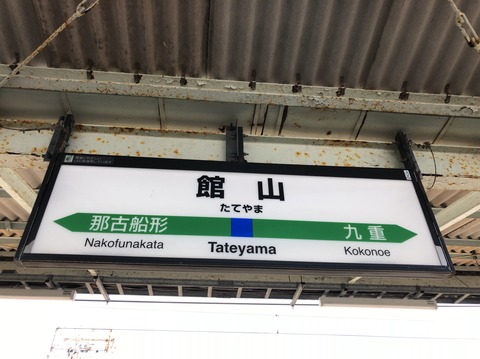 館山
たてやま
那古船形
九重
Nakofunakata
Tateyama
Kokonoe